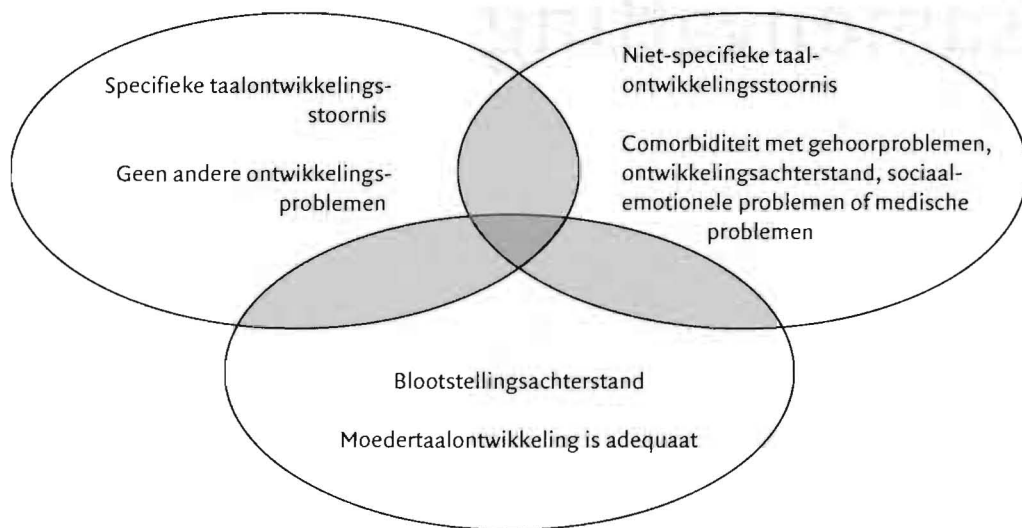 Specifieke taalontwikkelings-
stoornis
Geen andere ontwikkelings-
problemen
Niet-specifieke taal-
ontwikkelingsstoornis
Comorbiditeit met gehoorproblemen,
ontwikkelingsachterstand, sociaal-
emotionele problemen of medische
problemen
Blootstellingsachterstand
Moedertaalontwikkeling is adequaat